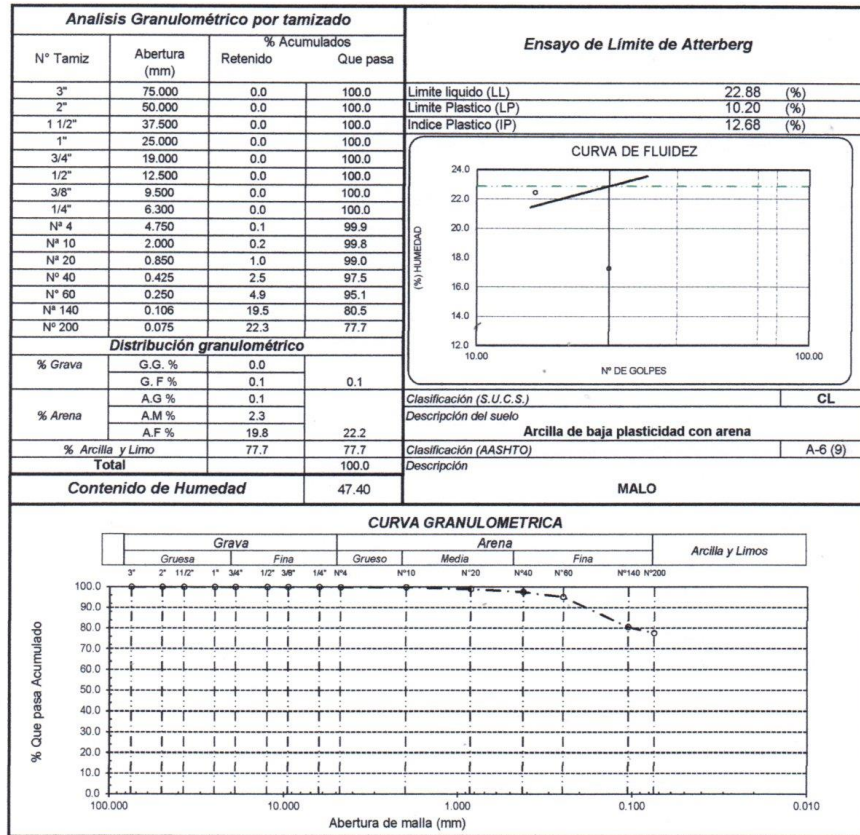 Analisis Granulométrico por tamizado
N° Tamiz Abertura (mm) % Acumulados Retenido Que pasa
3" 75.000 0.0 100.0
2" 50.000 0.0 100.0
1 1/2" 37.500 0.0 100.0
1" 25.000 0.0 100.0
3/4" 19.000 0.0 100.0
1/2" 12.500 0.0 100.0
3/8" 9.500 0.0 100.0
1/4" 6.300 0.0 100.0
Nª 4 4.750 0.1 99.9
Nª 10 2.000 0.2 99.8
Nª 20 0.850 1.0 99.0
Nº 40 0.425 2.5 97.5
N° 60 0.250 4.9 95.1
Nª 140 0.106 19.5 80.5
Nº 200 0.075 22.3 77.7
Distribución granulométrico
% Grava G.G. % 0.0
G. F % 0.1 0.1
% Arena A.G % 0.1
A.M % 2.3
A.F % 19.8 22.2
% Arcilla y Limo 77.7 77.7
Total 100.0
Contenido de Humedad 47.40
Ensayo de Límite de Atterberg
Limite liquido (LL) 22.88 (%)
Limite Plastico (LP) 10.20 (%)
Indice Plastico (IP) 12.68 (%)
CURVA DE FLUIDEZ
(%) HUMEDAD
24.0
22.0
20.0
18.0
16.0
14.0
12.0
10.00 100.00
Nº DE GOLPES
Clasificación (S.U.C.S.) CL
Descripción del suelo
Arcilla de baja plasticidad con arena
Clasificación (AASHTO) A-6 (9)
Descripción
MALO
CURVA GRANULOMETRICA
Grava Arena Arcilla y Limos
Gruesa Fina Grueso Media Fina
3" 2" 11/2" 1" 3/4" 1/2" 3/8" 1/4" Nº4 N°10 N°20 N°40 N°60 N°140 N°200
% Que pasa Acumulado
100.0
90.0
80.0
70.0
60.0
50.0
40.0
30.0
20.0
10.0
0.0
100.000 10.000 1.000 0.100 0.010
Abertura de malla (mm)